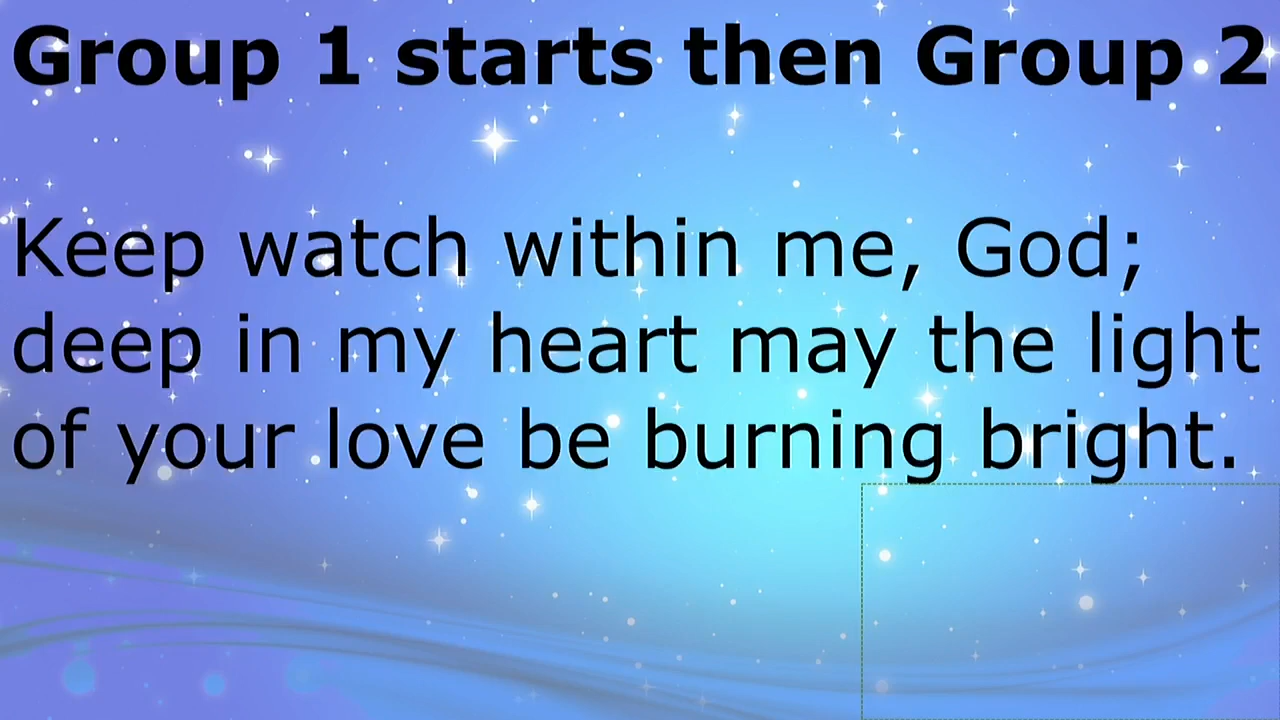 Group 1 starts then Group 2
Keep watch within me, God;
deep in my heart may the light
of your love be burning bright.